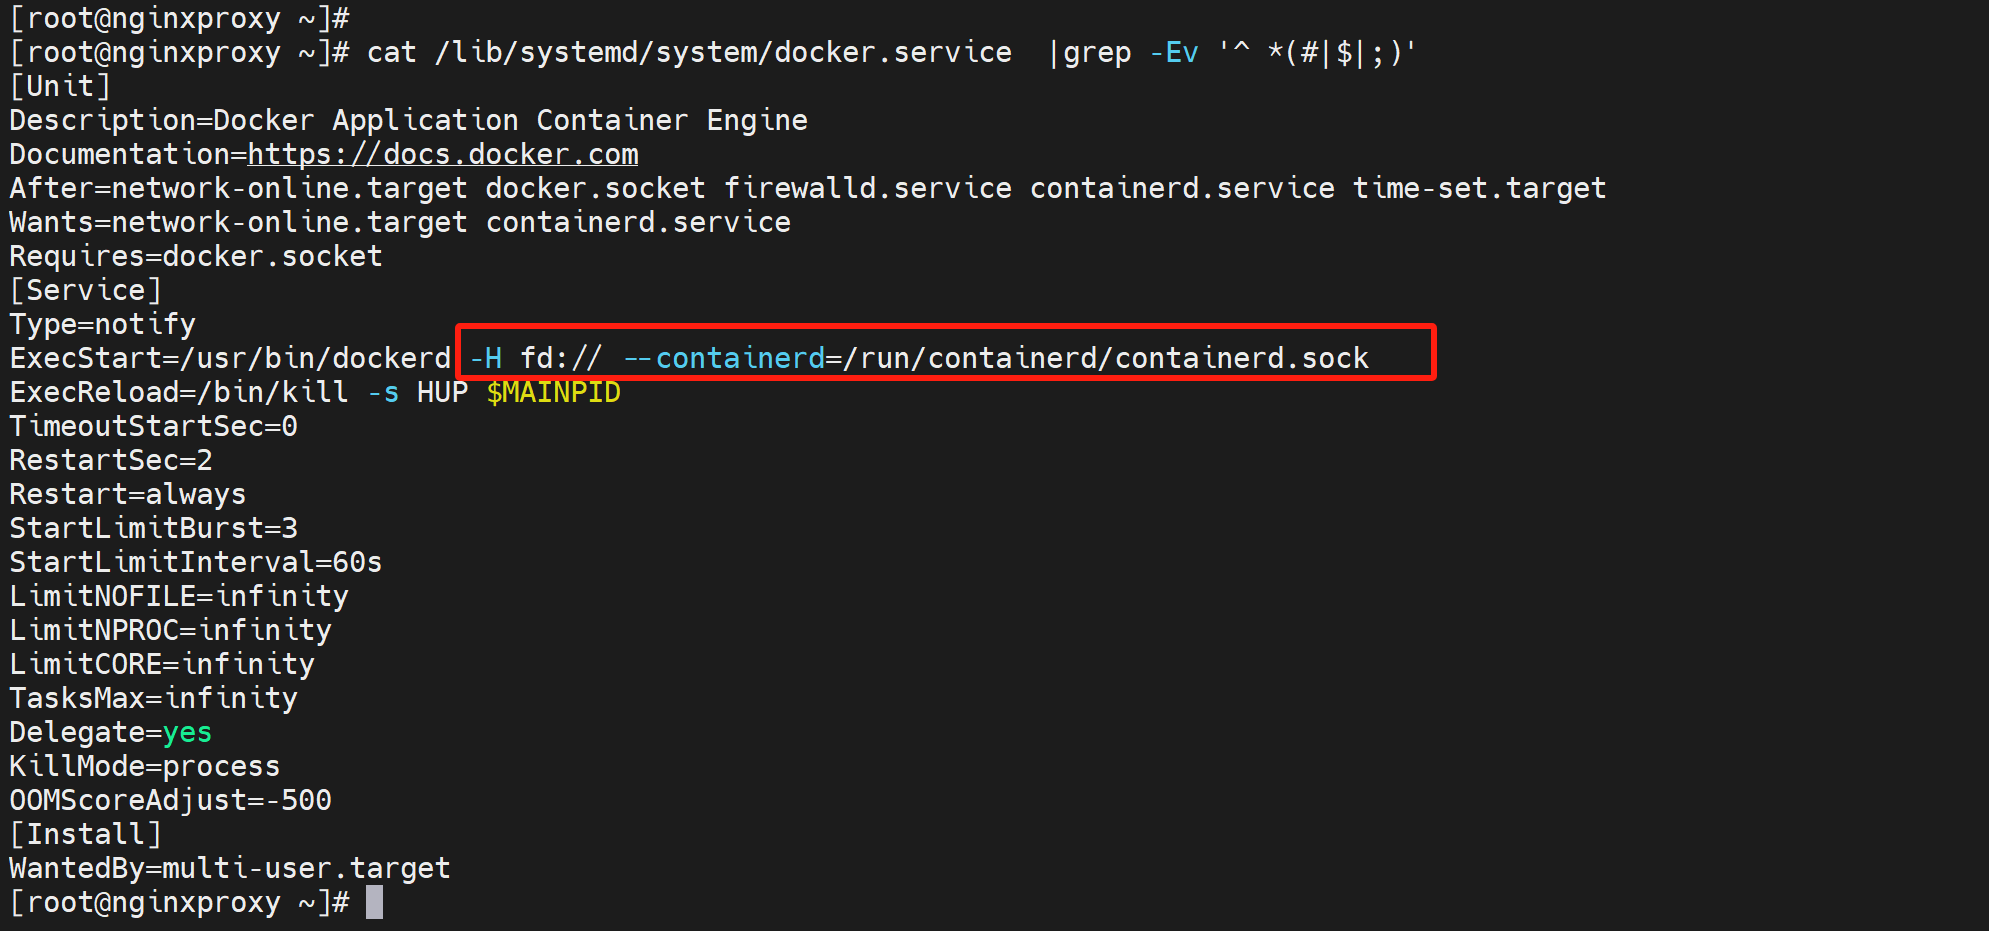 [root@nginxproxy ~]#
[root@nginxproxy ~]# cat /lib/systemd/system/docker.service  |grep -Ev '^ *(#|$|;)'
[Unit]
Description=Docker Application Container Engine
Documentation=https://docs.docker.com
After=network-online.target docker.socket firewalld.service containerd.service time-set.target
Wants=network-online.target containerd.service
Requires=docker.socket
[Service]
Type=notify
ExecStart=/usr/bin/dockerd -H fd:// --containerd=/run/containerd/containerd.sock
ExecReload=/bin/kill -s HUP $MAINPID
TimeoutStartSec=0
RestartSec=2
Restart=always
StartLimitBurst=3
StartLimitInterval=60s
LimitNOFILE=infinity
LimitNPROC=infinity
LimitCORE=infinity
TasksMax=infinity
Delegate=yes
KillMode=process
OOMScoreAdjust=-500
[Install]
WantedBy=multi-user.target
[root@nginxproxy ~]#